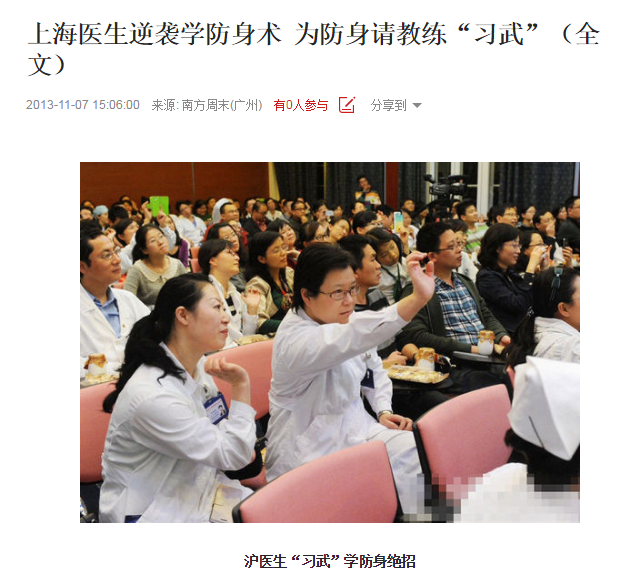 上海医生逆袭学防身术 为防身请教练“习武”（全
文）
2013-11-07 15:06:00 来源: 南方周末(广州) 有0人参与 分享到
沪医生“习武”学防身绝招